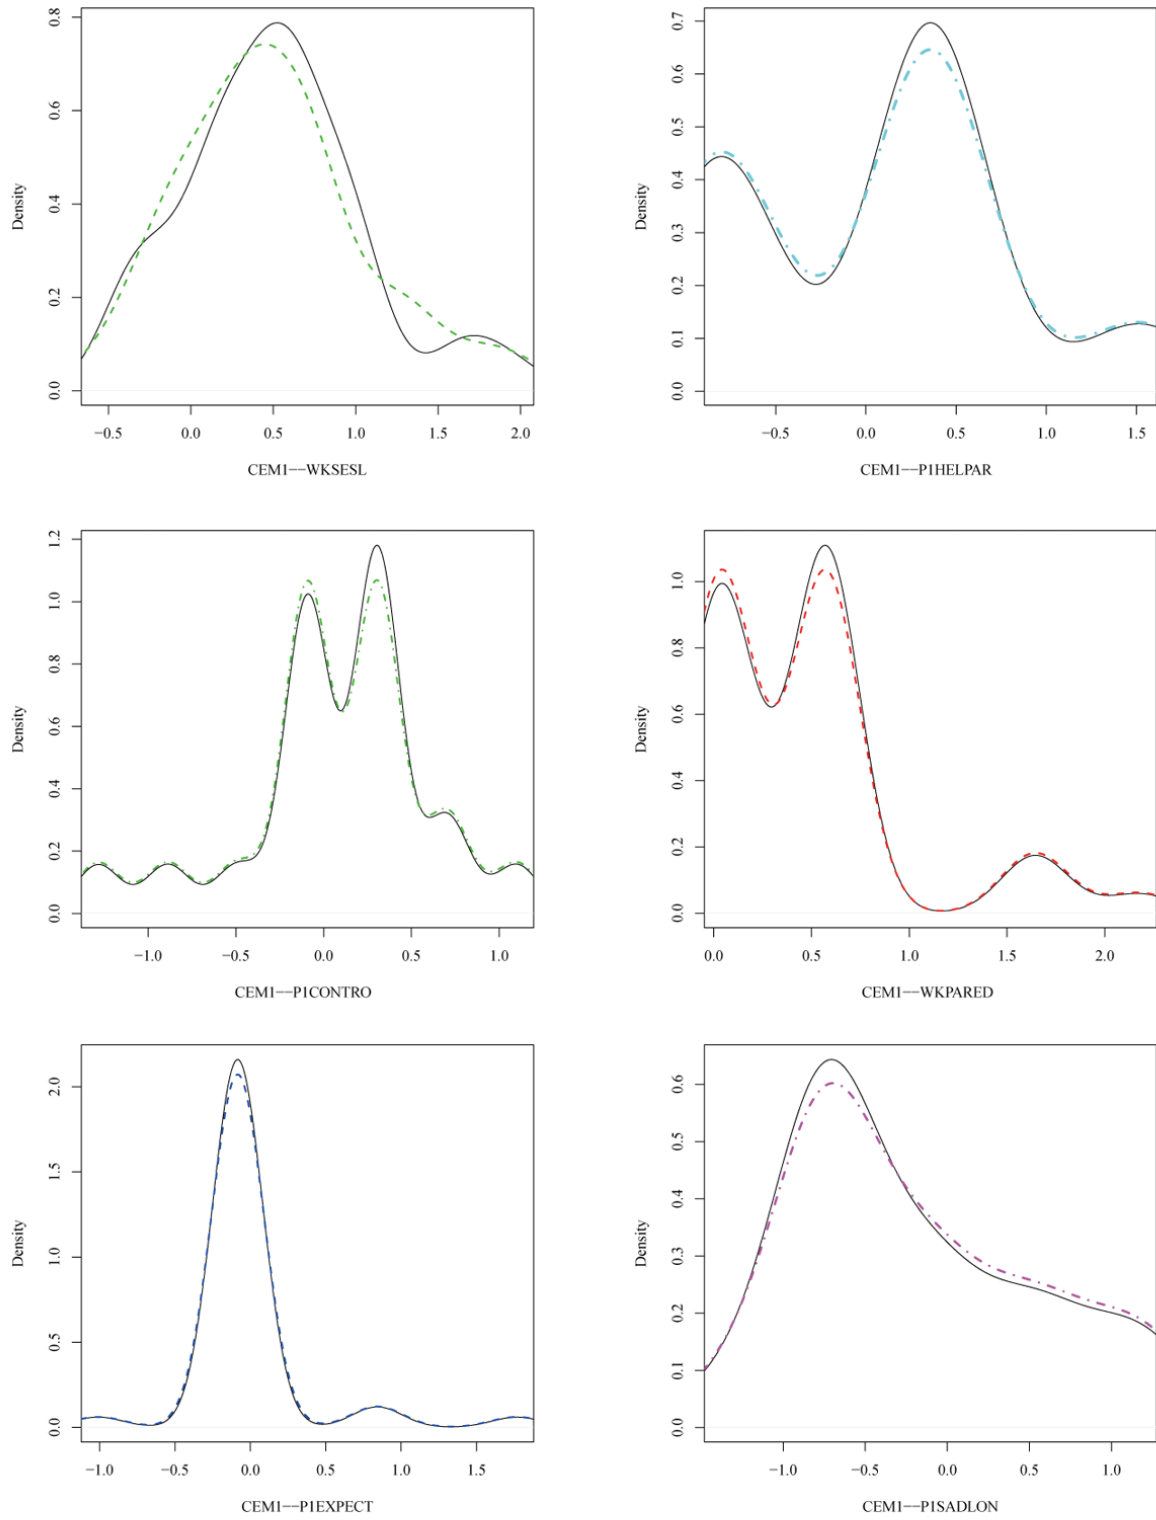 0.8
0.6
0.4
0.2
0.0
Density
−0.5 0.0 0.5 1.0 1.5 2.0
CEM1−−WKSESL
0.7
0.6
0.5
0.4
0.3
0.2
0.1
0.0
Density
−0.5 0.0 0.5 1.0 1.5
CEM1−−P1HELPAR
1.2
1.0
0.8
0.6
0.4
0.2
0.0
Density
−1.0 −0.5 0.0 0.5 1.0
CEM1−−P1CONTRO
1.0
0.8
0.6
0.4
0.2
0.0
Density
0.0 0.5 1.0 1.5 2.0
CEM1−−WKPARED
2.0
1.5
1.0
0.5
0.0
Density
−1.0 −0.5 0.0 0.5 1.0 1.5
CEM1−−P1EXPECT
0.6
0.5
0.4
0.3
0.2
0.1
0.0
Density
−1.0 −0.5 0.0 0.5 1.0
CEM1−−P1SADLON